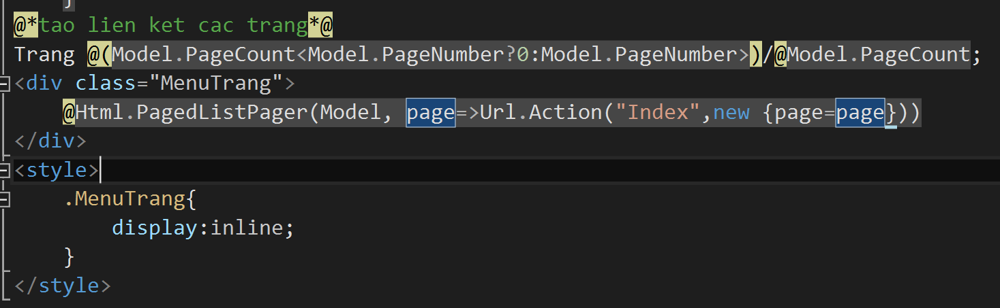 }
@*tao lien ket cac trang*@
Trang @(Model.PageCount<Model.PageNumber?0:Model.PageNumber>)/@Model.PageCount;
<div class="MenuTrang">
@Html.PagedListPager(Model, page=>Url.Action("Index",new {page=page}))
</div>
<style>
.MenuTrang{
display:inline;
}
</style>